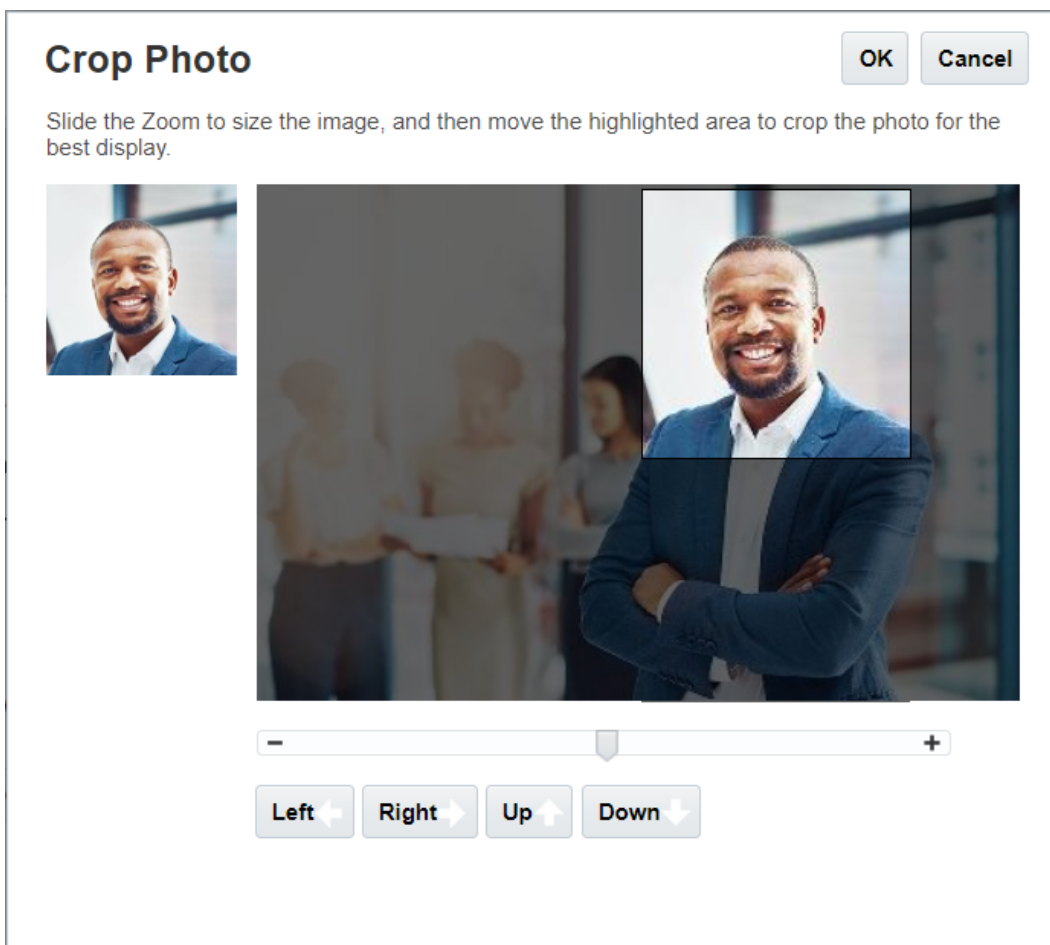 Crop Photo
OK
Cancel
Slide the Zoom to size the image, and then move the highlighted area to crop the photo for the
best display.
Left
Right
Up
Down